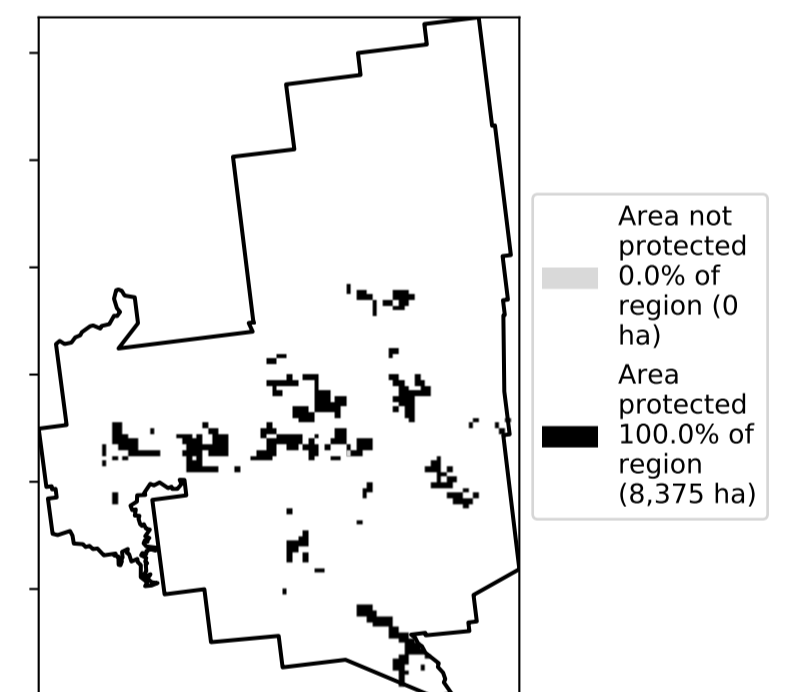 Area not
protected
0.0% of
region (0
ha)
Area
protected
100.0% of
region
(8,375 ha)